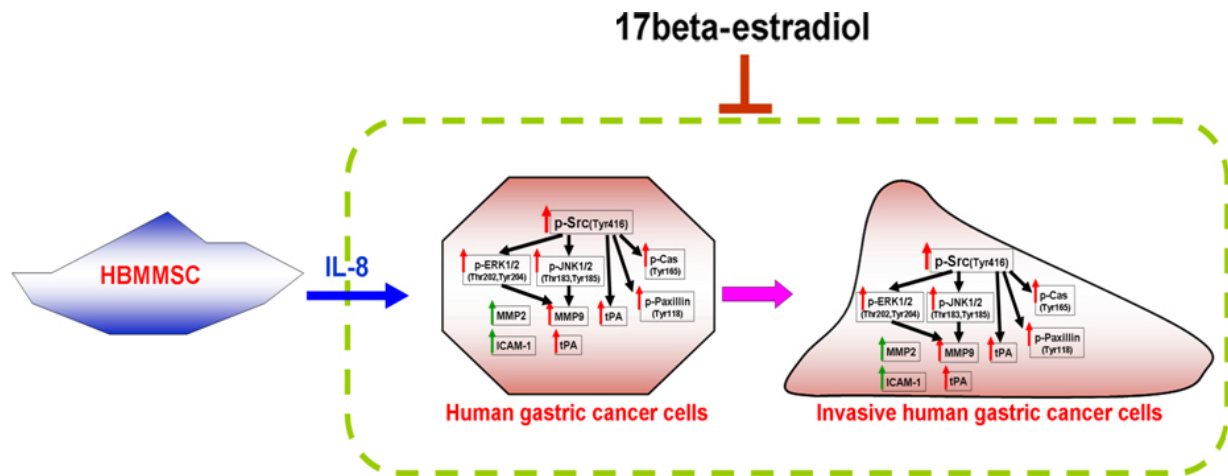 17beta-estradiol
HBMMSC
IL-8
p-Src(Tyr416)
p-ERK1/2
(Thr202,Tyr204)
p-JNK1/2
(Thr183,Tyr185)
p-Cas
(Tyr165)
p-Paxillin
(Tyr118)
MMP2
MMP9
tPA
ICAM-1
tPA
Human gastric cancer cells
p-Src(Tyr416)
p-ERK1/2
(Thr202,Tyr204)
p-JNK1/2
(Thr183,Tyr185)
p-Cas
(Tyr165)
p-Paxillin
(Tyr118)
MMP2
MMP9
tPA
ICAM-1
tPA
Invasive human gastric cancer cells